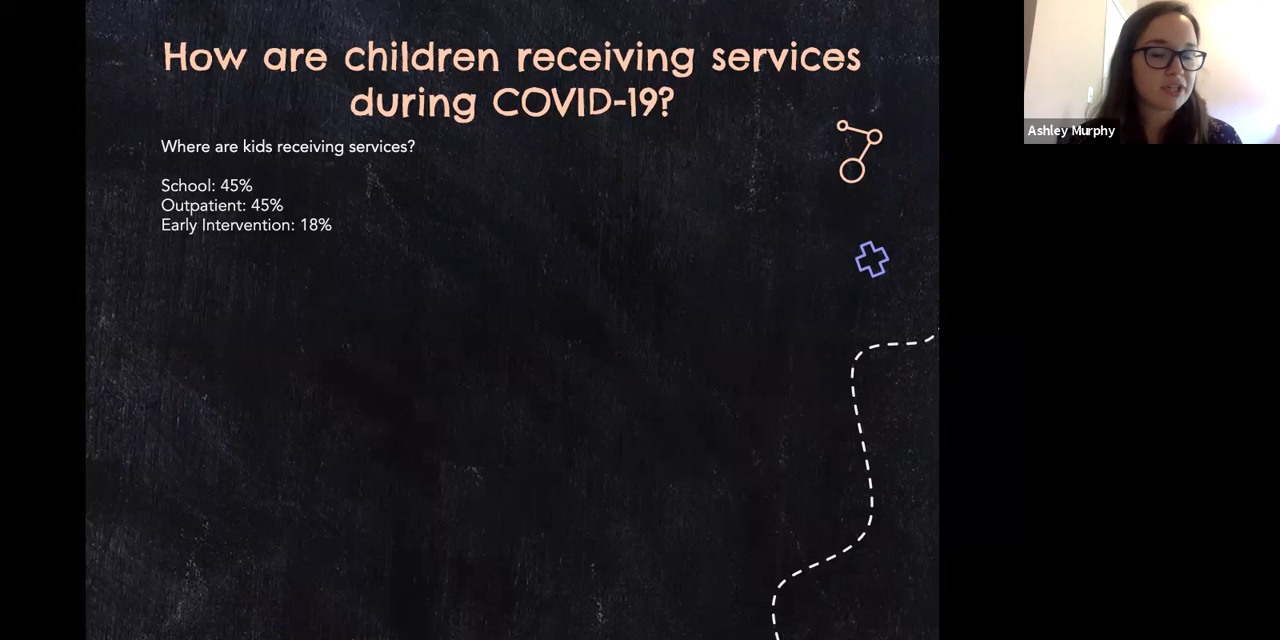 How are children receiving services
during COVID-19?
Where are kids receiving services?
School: 45%
Outpatient: 45%
Early Intervention: 18%
Ashley Murphy